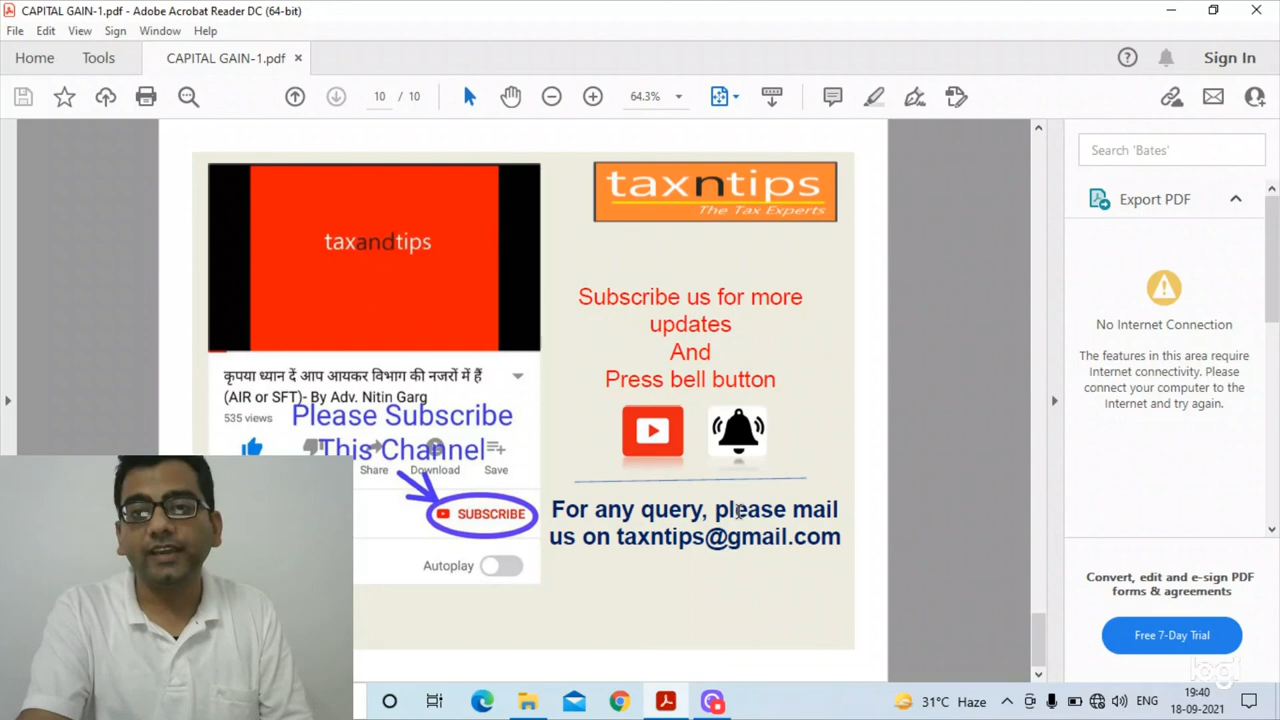 CAPITAL GAIN-1.pdf - Adobe Acrobat Reader DC (64-bit)
File Edit View Sign Window Help
Home Tools CAPITAL GAIN-1.pdf ×
Sign In
10 / 10
64.3%
taxandtips
कृपया ध्यान दें आप आयकर विभाग की नजरों में हैं
(AIR or SFT)- By Adv. Nitin Garg
535 views
Please Subscribe
This Channel
Share Download Save
SUBSCRIBE
Autoplay
taxntips
The Tax Experts
Subscribe us for more
updates
And
Press bell button
For any query, please mail
us on taxntips@gmail.com
Search 'Bates'
Export PDF
No Internet Connection
The features in this area require
Internet connectivity. Please
connect your computer to the
Internet and try again.
Convert, edit and e-sign PDF
forms & agreements
Free 7-Day Trial
logi
31°C Haze
ENG
19:40
18-09-2021